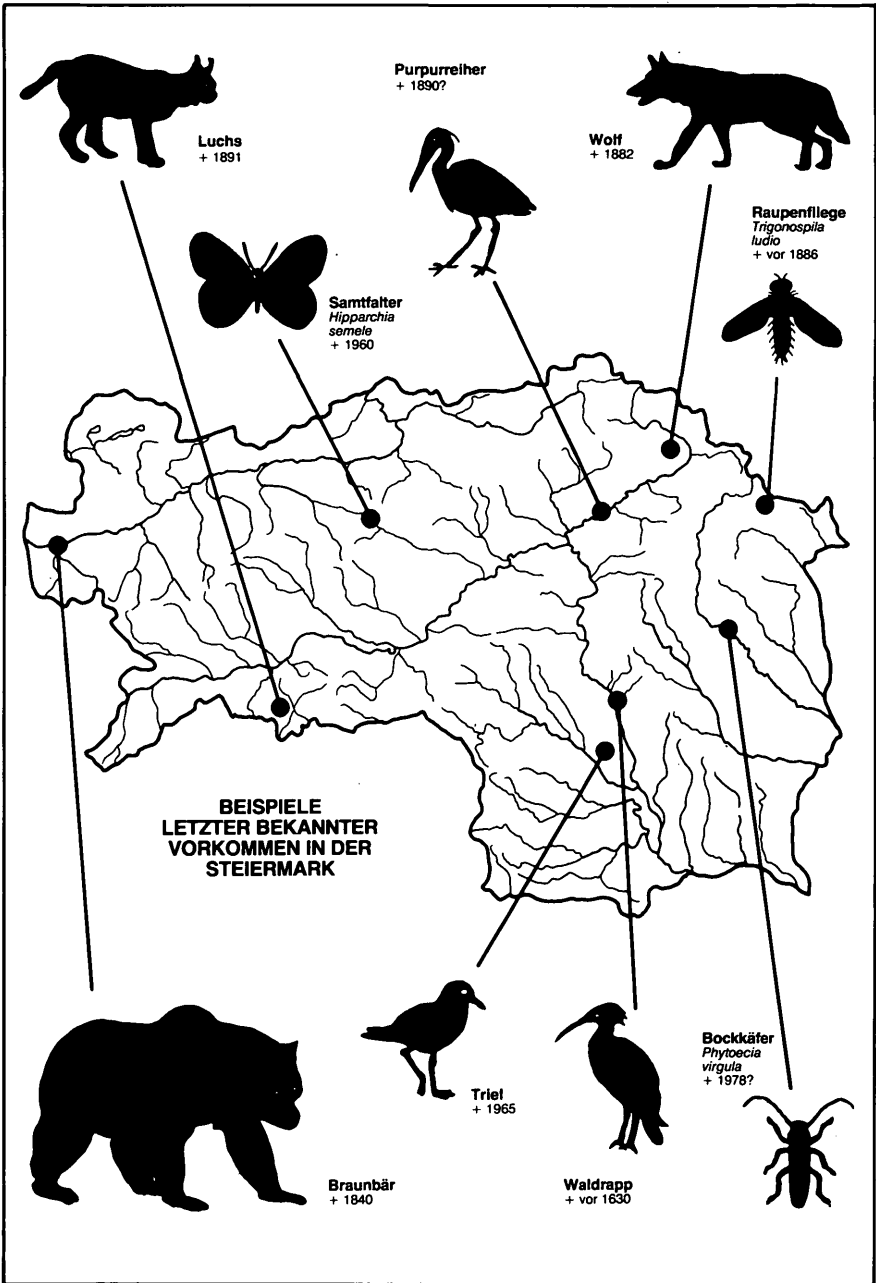 Purpurreiher
+ 1890?
Luchs
+ 1891
Wolf
+ 1882
Raupenfliege
Trigonospila
ludio
+ vor 1886
Samtfalter
Hipparchia
semele
+ 1960
BEISPIELE
LETZTER BEKANNTER
VORKOMMEN IN DER
STEIERMARK
Triel
+ 1965
Bockkäfer
Phytoecia
virgula
+ 1978?
Braunbär
+ 1840
Waldrapp
+ vor 1630